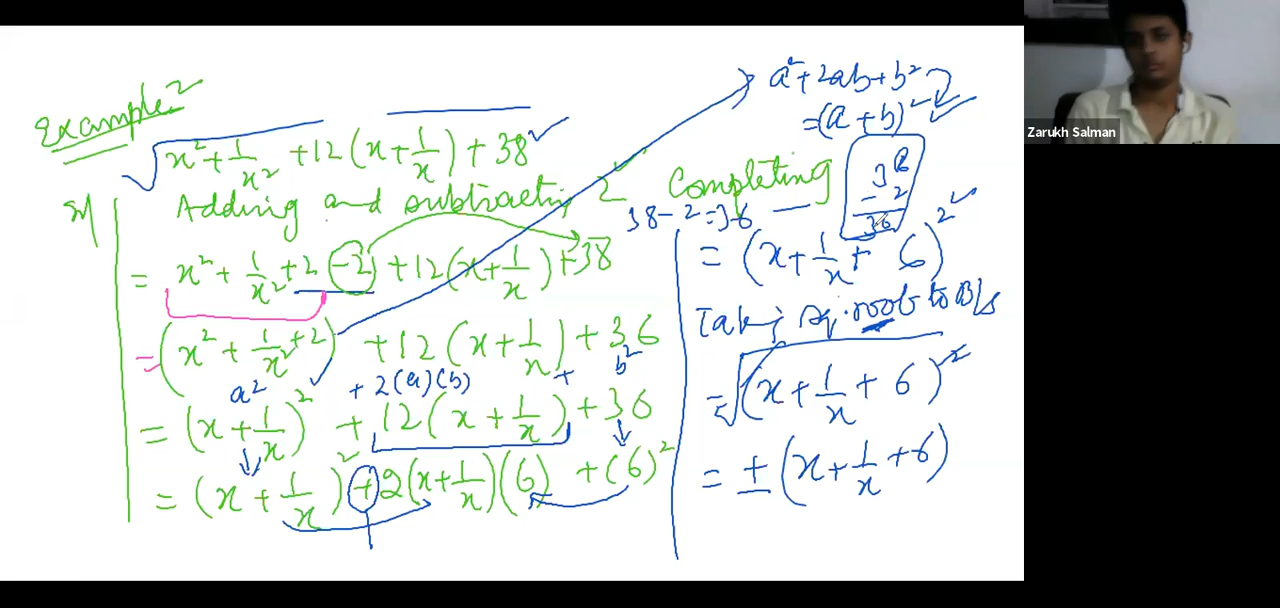 Example 2
√x² + 1/x² + 12(x + 1/x) + 38
Adding and subtracting 2
= x² + 1/x² + 2 - 2 + 12(x + 1/x) + 38
= (x² + 1/x² + 2) + 12(x + 1/x) + 36
a² + 2(a)(b) + b²
= (x + 1/x)² + 12(x + 1/x) + 36
= (x + 1/x)² + 2(x + 1/x)(6) + (6)²
a² + 2ab + b²
= (a + b)²
Completing
38
- 2
36
38 - 2 = 36
= (x + 1/x + 6)²
Taking sq. root to B/s
= √(x + 1/x + 6)²
= ± (x + 1/x + 6)
Zarukh Salman